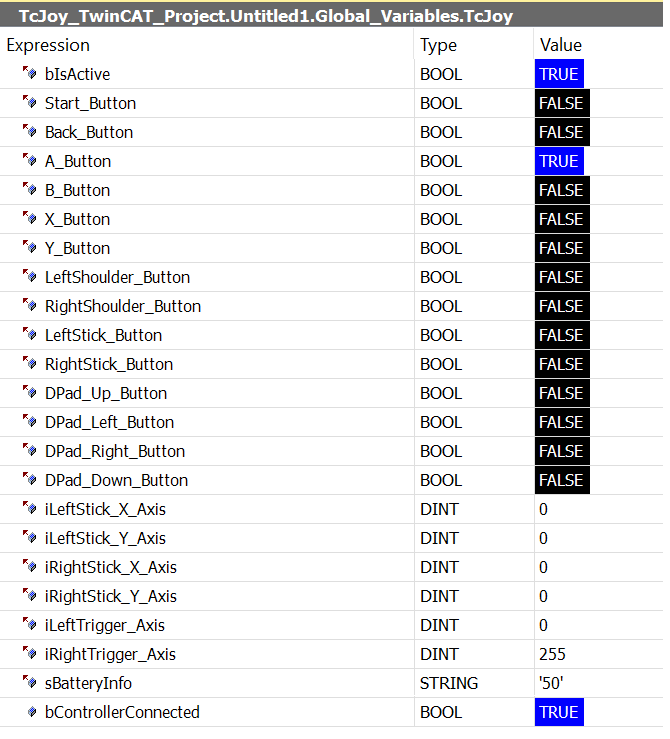 TcJoy_TwinCAT_Project.Untitled1.Global_Variables.TcJoy
Expression Type Value
bIsActive BOOL TRUE
Start_Button BOOL FALSE
Back_Button BOOL FALSE
A_Button BOOL TRUE
B_Button BOOL FALSE
X_Button BOOL FALSE
Y_Button BOOL FALSE
LeftShoulder_Button BOOL FALSE
RightShoulder_Button BOOL FALSE
LeftStick_Button BOOL FALSE
RightStick_Button BOOL FALSE
DPad_Up_Button BOOL FALSE
DPad_Left_Button BOOL FALSE
DPad_Right_Button BOOL FALSE
DPad_Down_Button BOOL FALSE
iLeftStick_X_Axis DINT 0
iLeftStick_Y_Axis DINT 0
iRightStick_X_Axis DINT 0
iRightStick_Y_Axis DINT 0
iLeftTrigger_Axis DINT 0
iRightTrigger_Axis DINT 255
sBatteryInfo STRING '50'
bControllerConnected BOOL TRUE